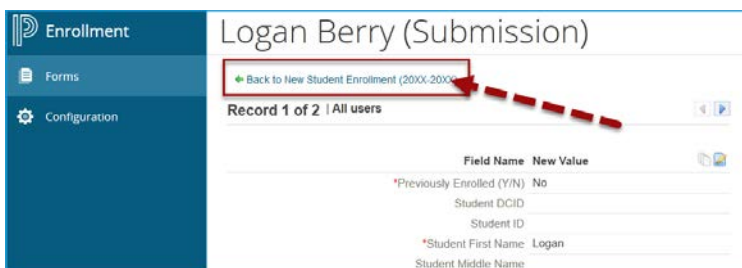 Enrollment
Logan Berry (Submission)
Forms
Back to New Student Enrollment (20XX-20XX)
Configuration
Record 1 of 2 | All users
Field Name New Value
*Previously Enrolled (Y/N) No
Student DCID
Student ID
*Student First Name Logan
Student Middle Name